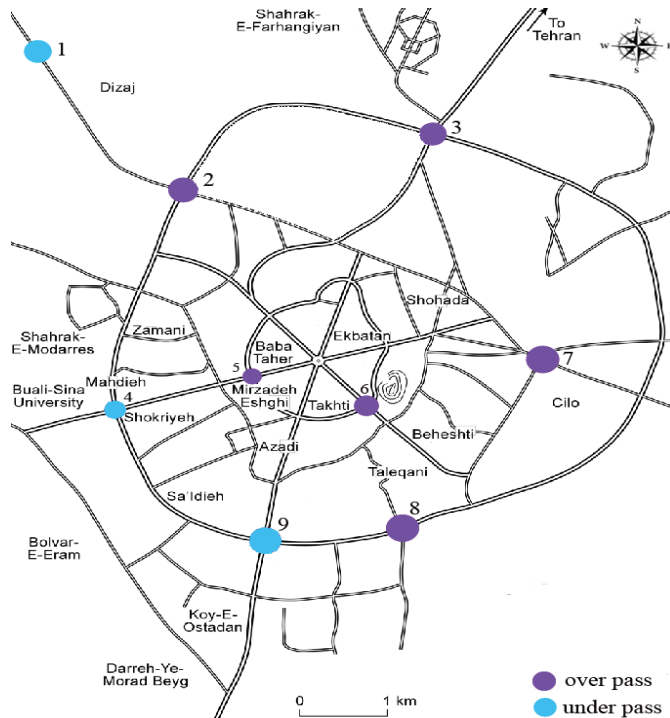 Shahrak-
E-Farhangiyan
To
Tehran
N
W
E
S
1
Dizaj
3
2
Shohada
Zamani
Shahrak-
E-Modarres
Baba
Taher
Ekbatan
5
7
Mahdieh
Mirzadeh
Eshghi
6
Buali-Sina
University
4
Takhti
Cilo
Shokriyeh
Beheshti
Azadi
Taleqani
Sa'Idieh
8
9
Bolvar-
E-Eram
Koy-E-
Ostadan
Darreh-Ye-
Morad Beyg
0
1 km
over pass
under pass